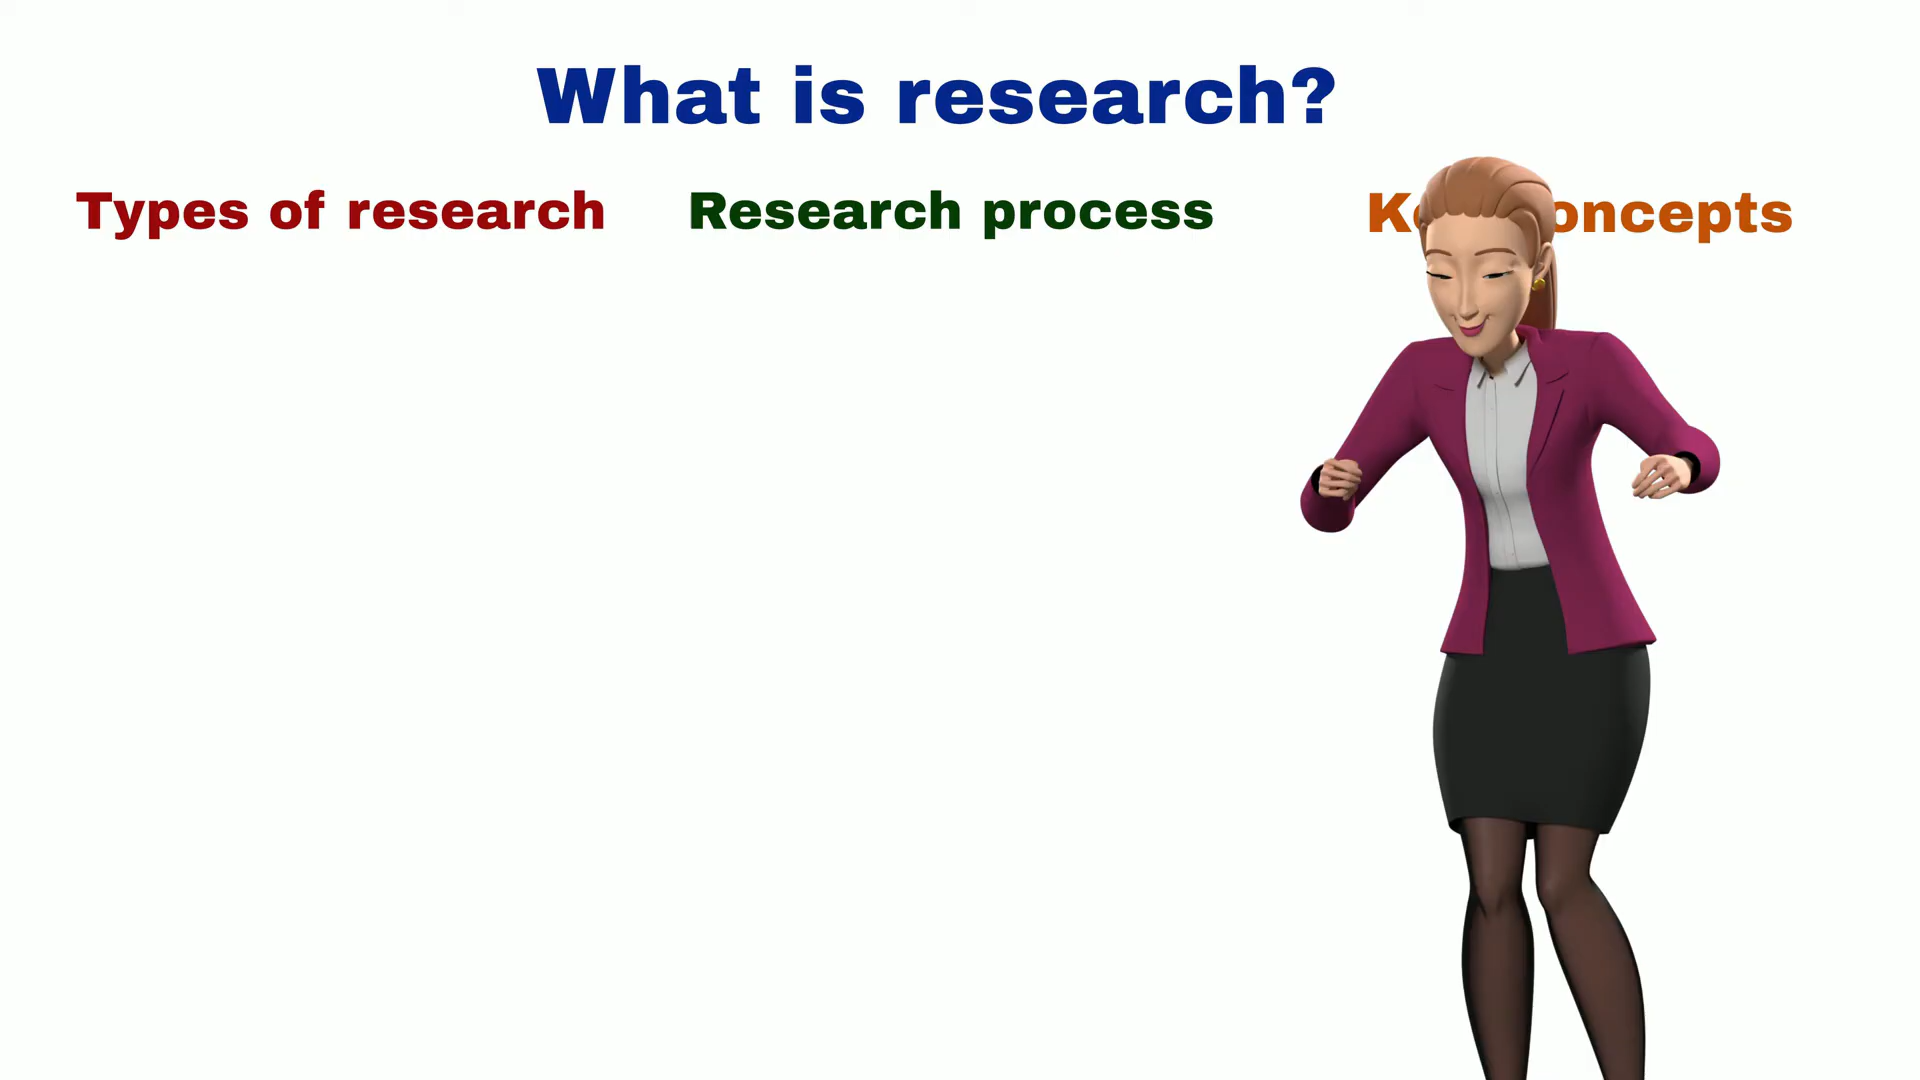 What is research?
Types of research
Research process